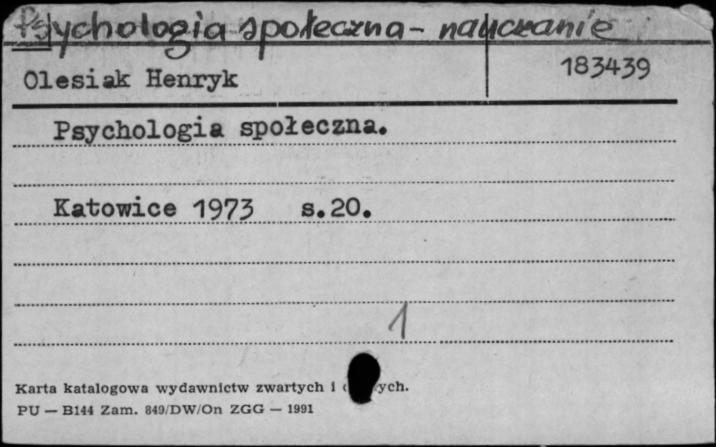 Psychologia społeczna - nauczanie
Olesiak Henryk
183439
Psychologia społeczna.
Katowice 1973 s.20.
1
Karta katalogowa wydawnictw zwartych i
PU — B144 Zam. 849/DW/On ZGG — 1991